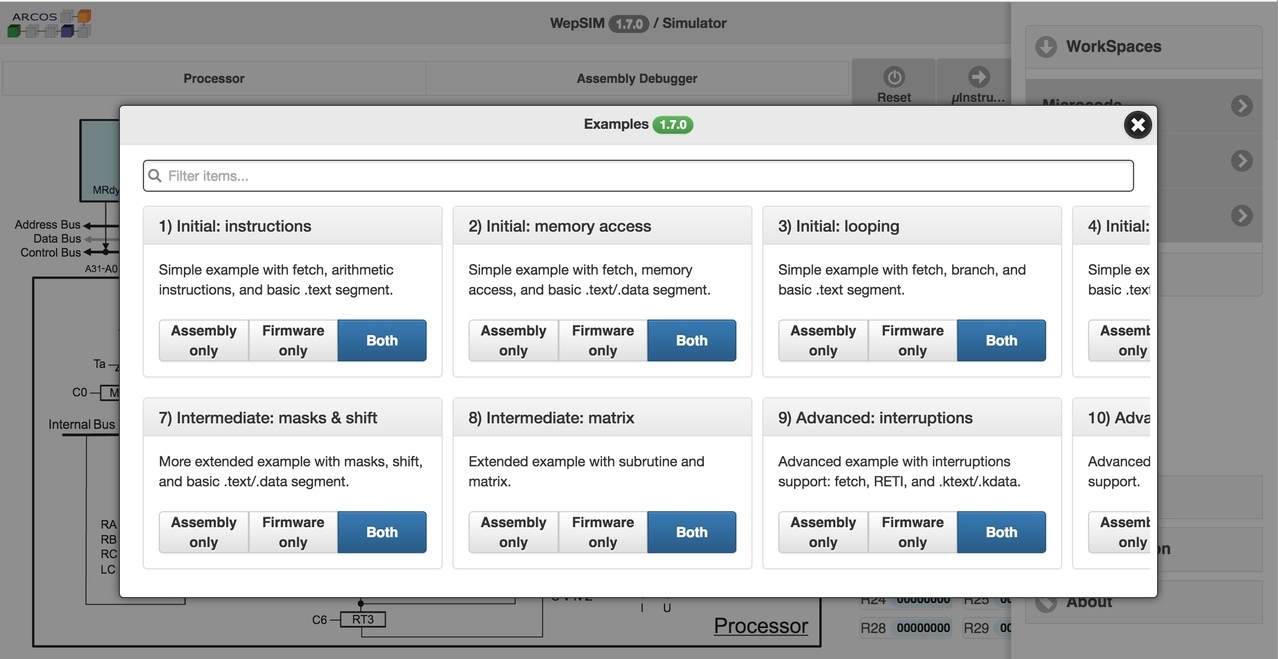 ARCOS
WepSIM 1.7.0 / Simulator
WorkSpaces
Processor
Assembly Debugger
Reset
µInstru...
Microcode
Examples 1.7.0
Filter items...
MRdy
Address Bus
Data Bus
Control Bus
A31-A0
Ta
C0
M
Internal Bus
RA
RB
RC
LC
1) Initial: instructions
Simple example with fetch, arithmetic
instructions, and basic .text segment.
Assembly only
Firmware only
Both
2) Initial: memory access
Simple example with fetch, memory
access, and basic .text/.data segment.
Assembly only
Firmware only
Both
3) Initial: looping
Simple example with fetch, branch, and
basic .text segment.
Assembly only
Firmware only
Both
4) Initial:
Simple ex
basic .text
Assemb
only
7) Intermediate: masks & shift
More extended example with masks, shift,
and basic .text/.data segment.
Assembly only
Firmware only
Both
8) Intermediate: matrix
Extended example with subrutine and
matrix.
Assembly only
Firmware only
Both
9) Advanced: interruptions
Advanced example with interruptions
support: fetch, RETI, and .ktext/.kdata.
Assembly only
Firmware only
Both
10) Adva
Advanced
support.
Assemb
only
on
About
I U
C6
RT3
Processor
R24 00000000 R25 00
R28 00000000 R29 00